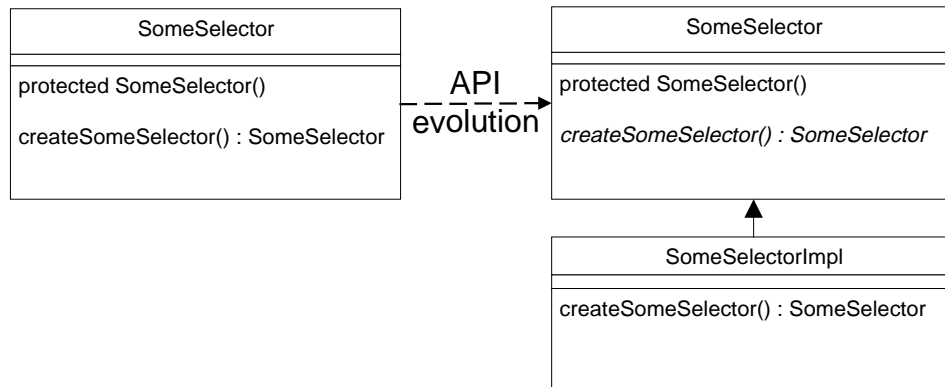 SomeSelector
protected SomeSelector()
createSomeSelector() : SomeSelector
API
evolution
SomeSelector
protected SomeSelector()
createSomeSelector() : SomeSelector
SomeSelectorImpl
createSomeSelector() : SomeSelector